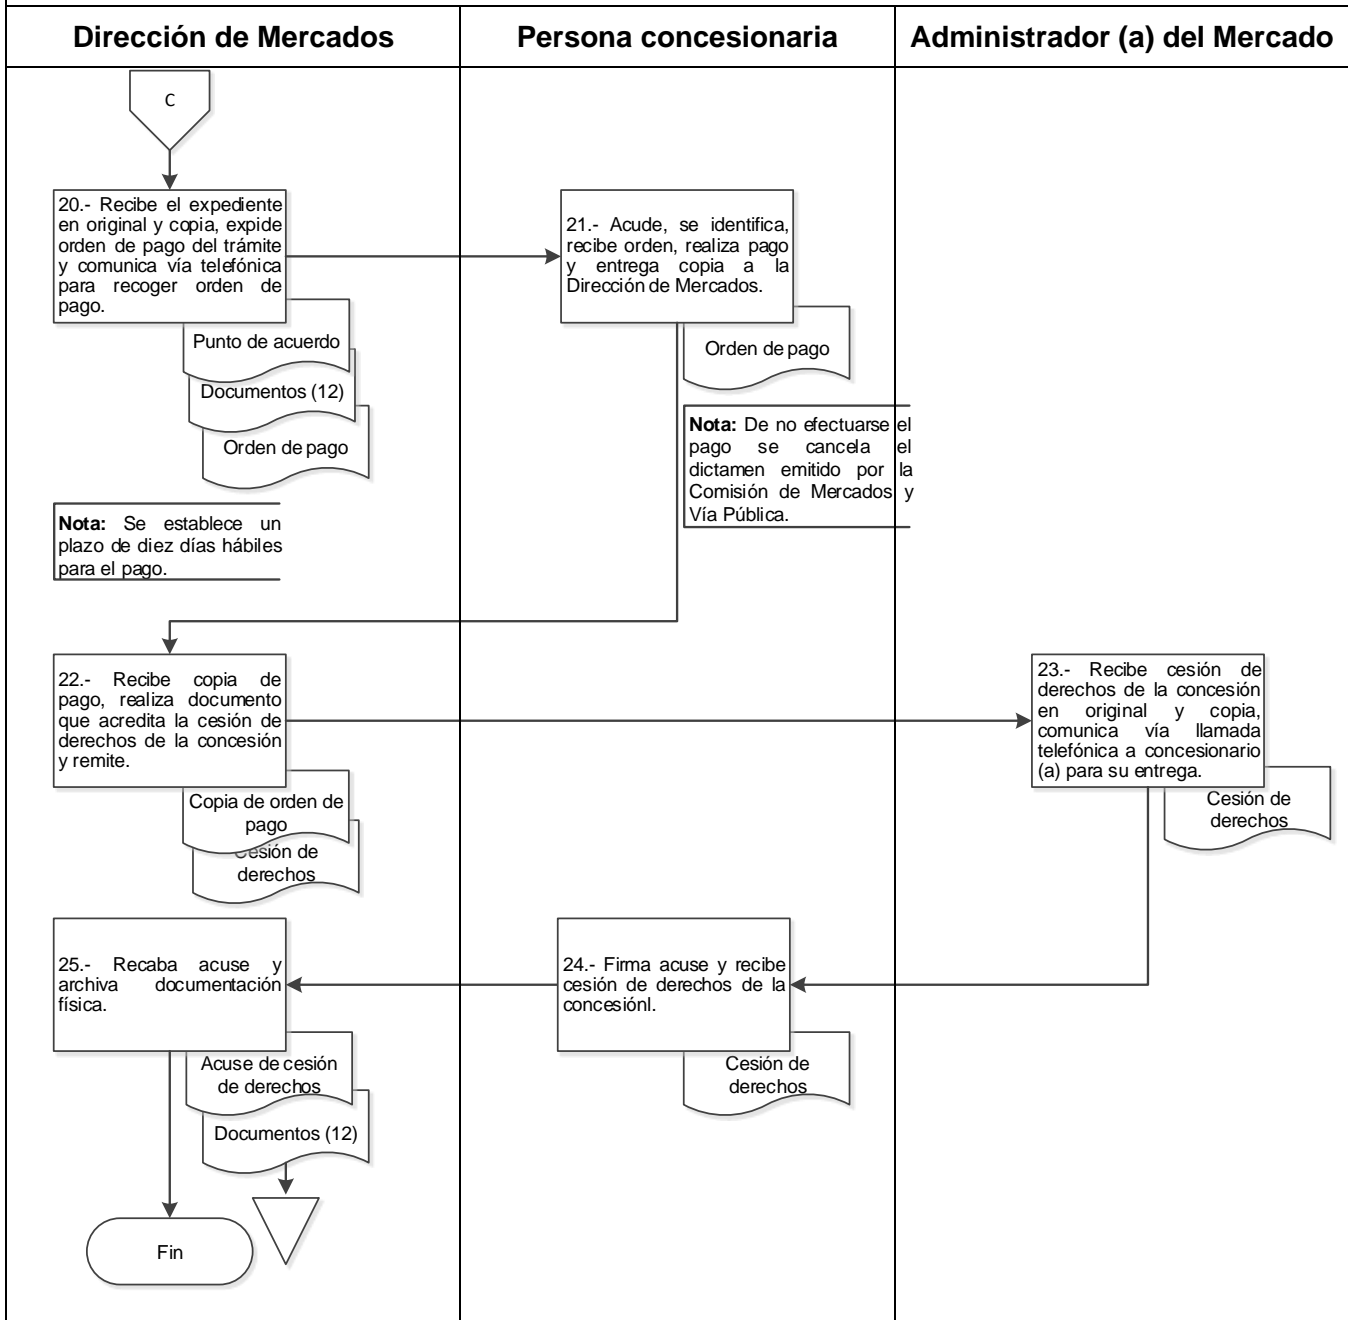 Dirección de Mercados
Persona concesionaria
Administrador (a) del Mercado
C
20.- Recibe el expediente
en original y copia, expide
orden de pago del trámite
y comunica vía telefónica
para recoger orden de
pago.
Punto de acuerdo
Documentos (12)
Orden de pago
Nota: Se establece un
plazo de diez días hábiles
para el pago.
21.- Acude, se identifica,
recibe orden, realiza pago
y entrega copia a la
Dirección de Mercados.
Orden de pago
Nota: De no efectuarse el
pago se cancela el
dictamen emitido por la
Comisión de Mercados y
Vía Pública.
22.- Recibe copia de
pago, realiza documento
que acredita la cesión de
derechos de la concesión
y remite.
Copia de orden de
pago
Cesión de
derechos
23.- Recibe cesión de
derechos de la concesión
en original y copia,
comunica vía llamada
telefónica a concesionario
(a) para su entrega.
Cesión de
derechos
24.- Firma acuse y recibe
cesión de derechos de la
concesiónl.
Cesión de
derechos
25.- Recaba acuse y
archiva documentación
física.
Acuse de cesión
de derechos
Documentos (12)
Fin